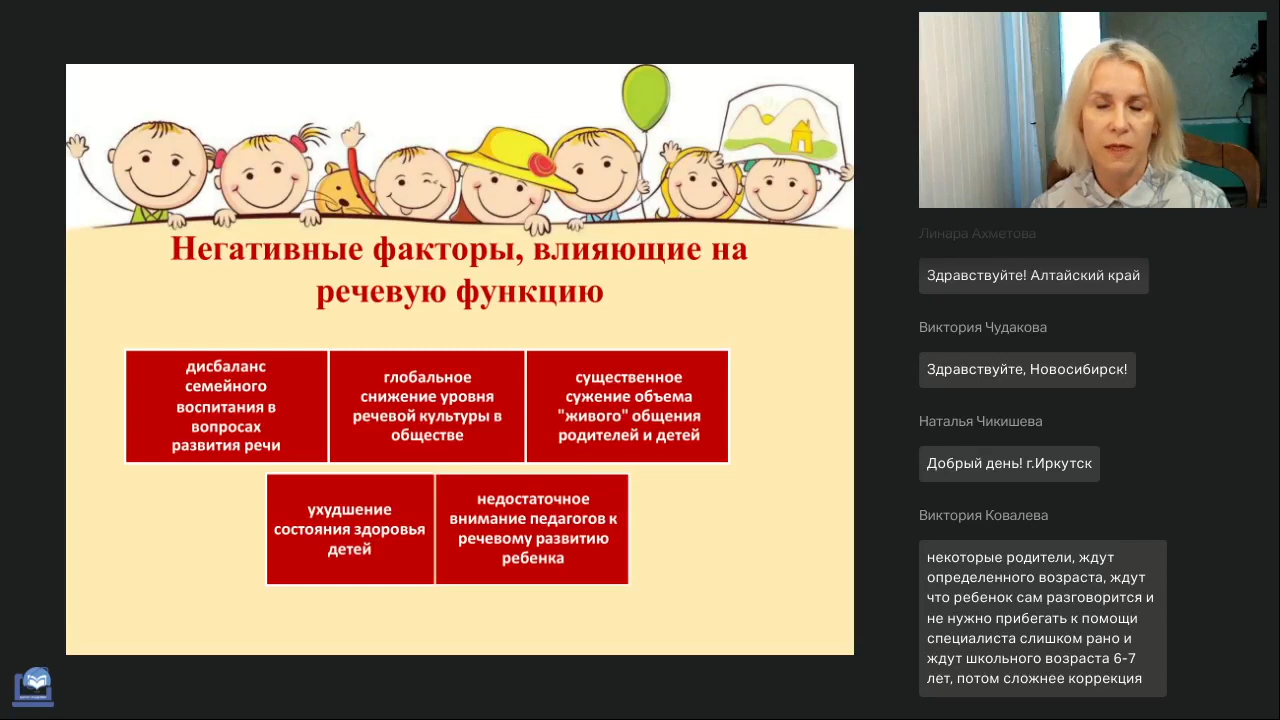 Негативные факторы, влияющие на
речевую функцию
дисбаланс
семейного
воспитания в
вопросах
развития речи
глобальное
снижение уровня
речевой культуры в
обществе
существенное
сужение объема
"живого" общения
родителей и детей
ухудшение
состояния здоровья
детей
недостаточное
внимание педагогов к
речевому развитию
ребенка
Линара Ахметова
Здравствуйте! Алтайский край
Виктория Чудакова
Здравствуйте, Новосибирск!
Наталья Чикишева
Добрый день! г.Иркутск
Виктория Ковалева
некоторые родители, ждут
определенного возраста, ждут
что ребенок сам разговорится и
не нужно прибегать к помощи
специалиста слишком рано и
ждут школьного возраста 6-7
лет, потом сложнее коррекция